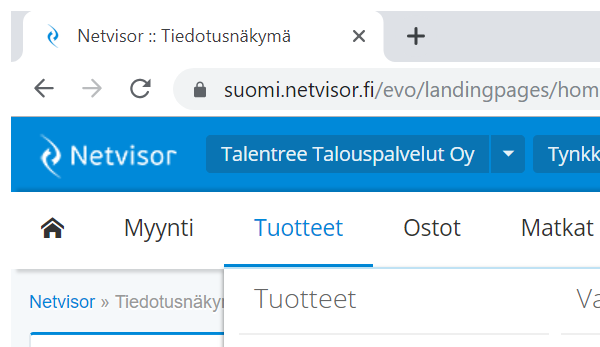 Netvisor :: Tiedotusnäkymä
suomi.netvisor.fi/evo/landingpages/hom
Netvisor Talentree Talouspalvelut Oy Tynkk
Myynti Tuotteet Ostot Matkat
Netvisor » Tiedotusnäkyn
Tuotteet Va